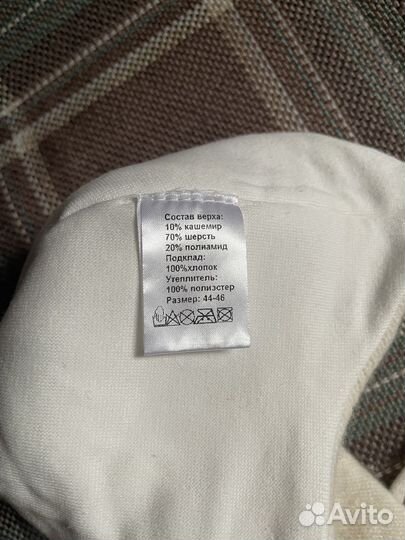 Состав верха:
10% кашемир
70% шерсть
20% полиамид
Подклад:
100%хлопок
Утеплитель:
100% полиэстер
Размер: 44-46
Avito